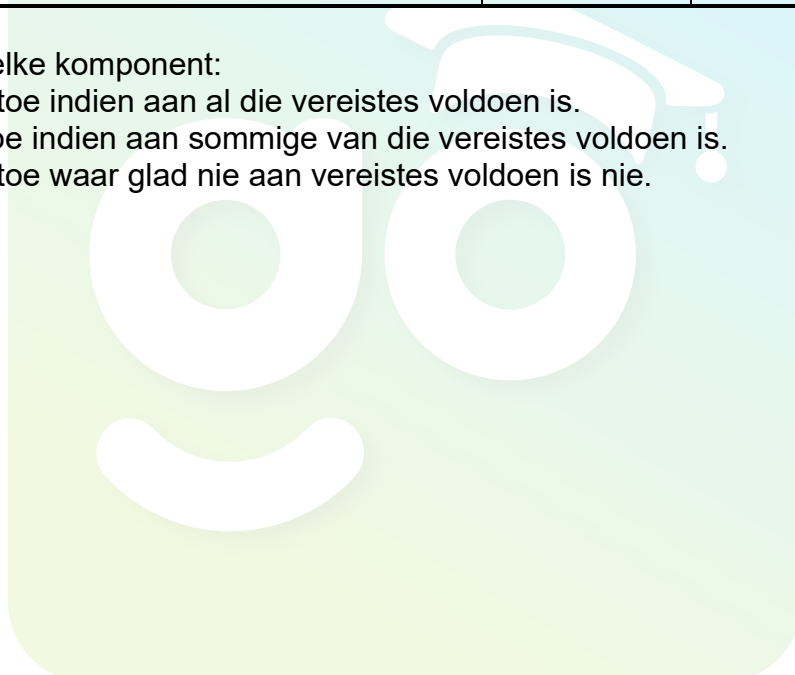 elke komponent:
toe indien aan al die vereistes voldoen is.
oe indien aan sommige van die vereistes voldoen is.
toe waar glad nie aan vereistes voldoen is nie.
go